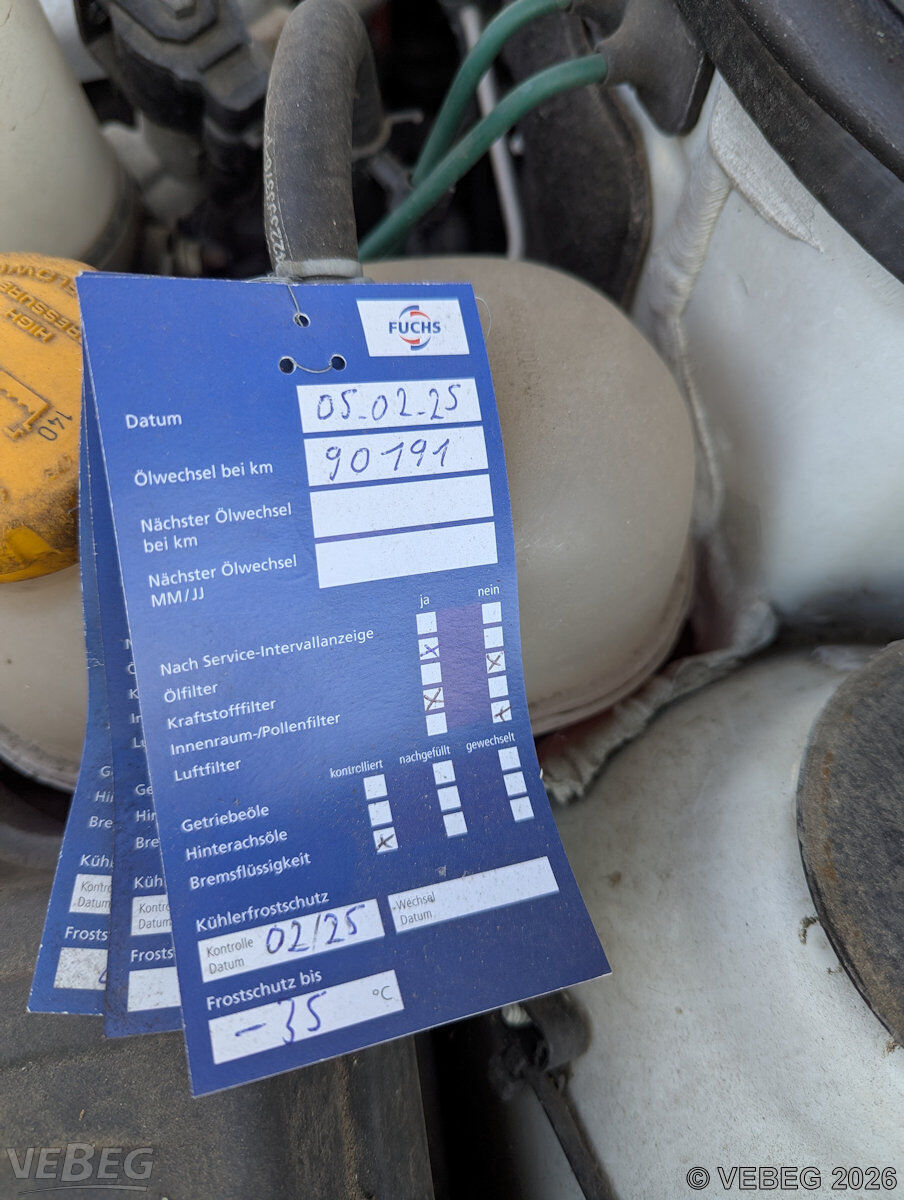 FUCHS
Datum 05-02-25
Ölwechsel bei km 90191
Nächster Ölwechsel
bei km
Nächster Ölwechsel
MM/JJ
ja nein
Nach Service-Intervallanzeige
Ölfilter
Kraftstofffilter
Innenraum-/Pollenfilter
Luftfilter
kontrolliert nachgefüllt gewechselt
Getriebeöle
Hinterachsöle
Bremsflüssigkeit
Kühlerfrostschutz
Kontrolle
Datum 02/25
Wechsel
Datum
Frostschutz bis
-35 °C
HIGH
140
VEBEG
© VEBEG 2026